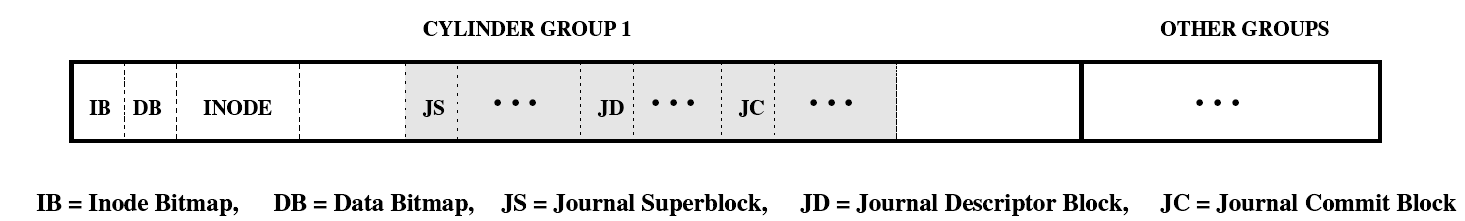 CYLINDER GROUP 1 OTHER GROUPS
IB DB INODE JS • • • JD • • • JC • • • • • •
IB = Inode Bitmap, DB = Data Bitmap, JS = Journal Superblock, JD = Journal Descriptor Block, JC = Journal Commit Block